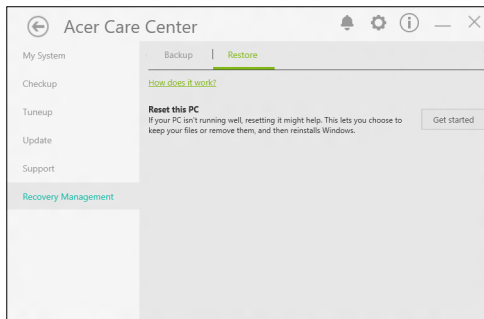 Acer Care Center
My System
Backup
Restore
Checkup
How does it work?
Tuneup
Reset this PC
If your PC isn't running well, resetting it might help. This lets you choose to
keep your files or remove them, and then reinstalls Windows.
Get started
Update
Support
Recovery Management